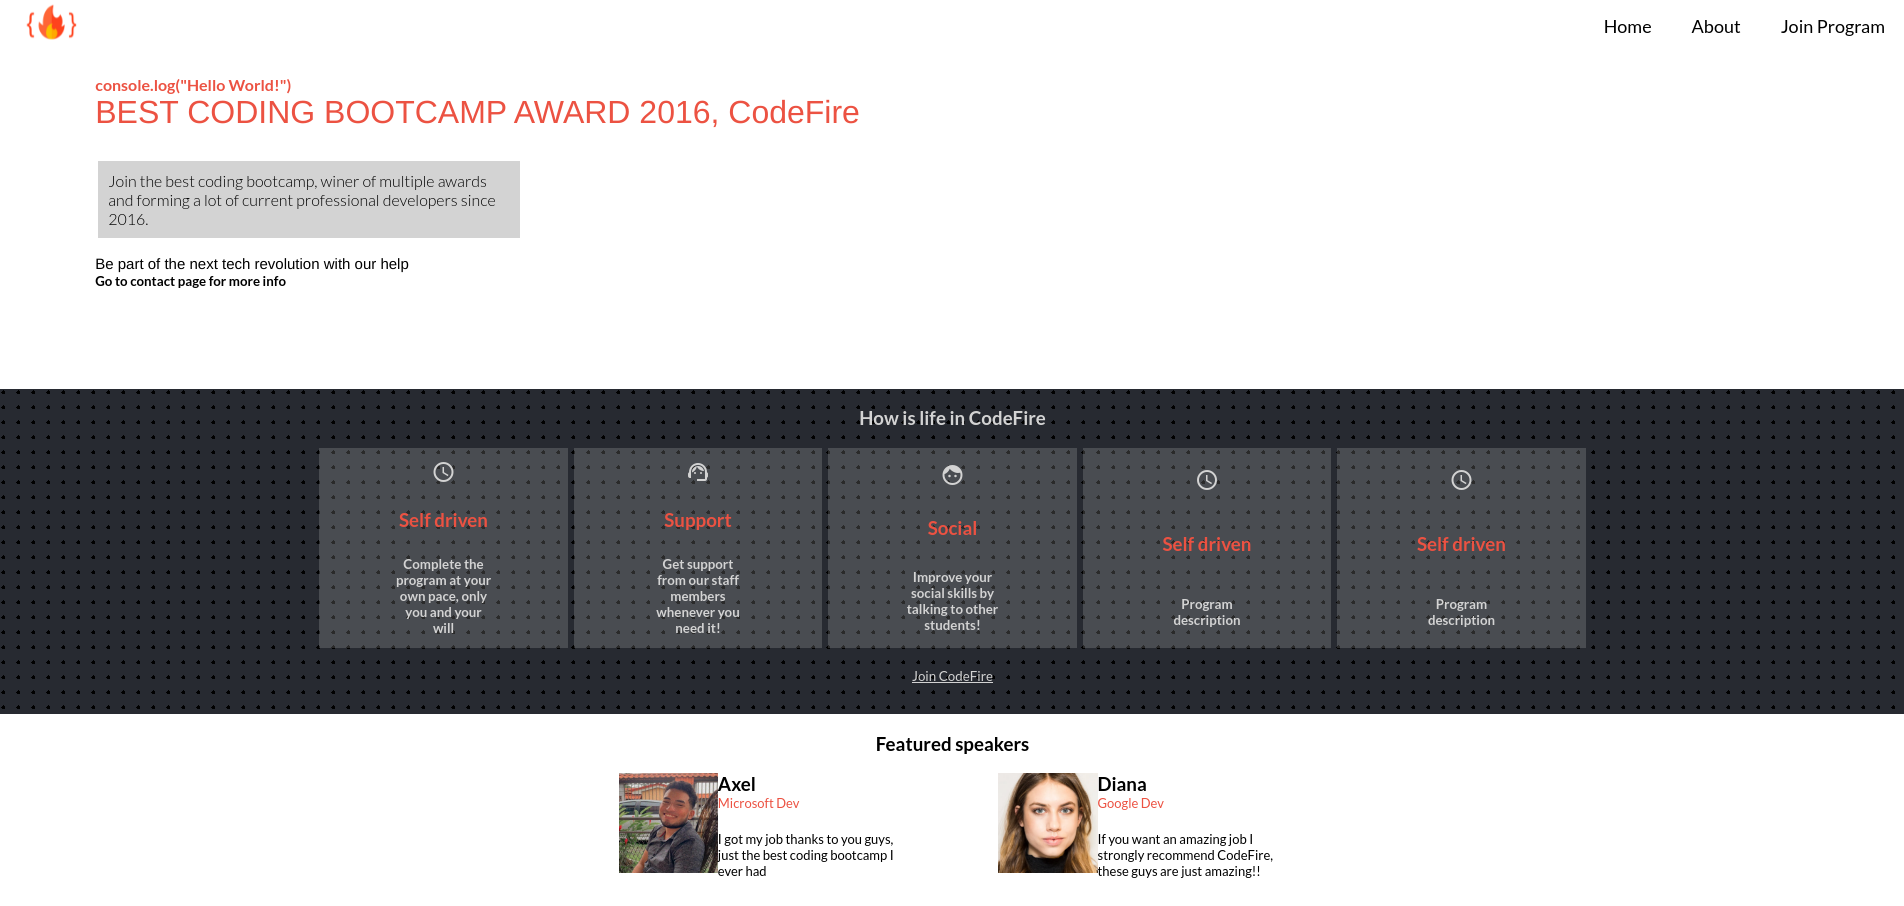 { }
Home
About
Join Program
console.log("Hello World!")
BEST CODING BOOTCAMP AWARD 2016, CodeFire
Join the best coding bootcamp, winer of multiple awards
and forming a lot of current professional developers since
2016.
Be part of the next tech revolution with our help
Go to contact page for more info
How is life in CodeFire
Self driven
Complete the
program at your
own pace, only
you and your
will
Support
Get support
from our staff
members
whenever you
need it!
Social
Improve your
social skills by
talking to other
students!
Self driven
Program
description
Self driven
Program
description
Join CodeFire
Featured speakers
Axel
Microsoft Dev
I got my job thanks to you guys,
just the best coding bootcamp I
ever had
Diana
Google Dev
If you want an amazing job I
strongly recommend CodeFire,
these guys are just amazing!!